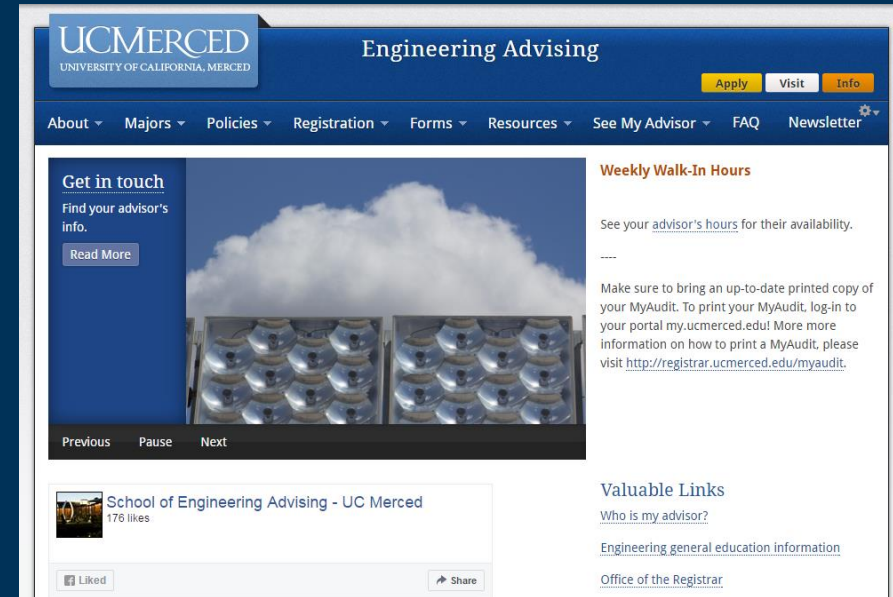 UCMERCED
UNIVERSITY OF CALIFORNIA, MERCED
Engineering Advising
Apply Visit Info
About Majors Policies Registration Forms Resources See My Advisor FAQ Newsletter
Get in touch
Find your advisor's
info.
Read More
Previous Pause Next
Weekly Walk-In Hours
See your advisor's hours for their availability.
----
Make sure to bring an up-to-date printed copy of
your MyAudit. To print your MyAudit, log-in to
your portal my.ucmerced.edu! More more
information on how to print a MyAudit, please
visit http://registrar.ucmerced.edu/myaudit.
School of Engineering Advising - UC Merced
176 likes
Liked
Share
Valuable Links
Who is my advisor?
Engineering general education information
Office of the Registrar